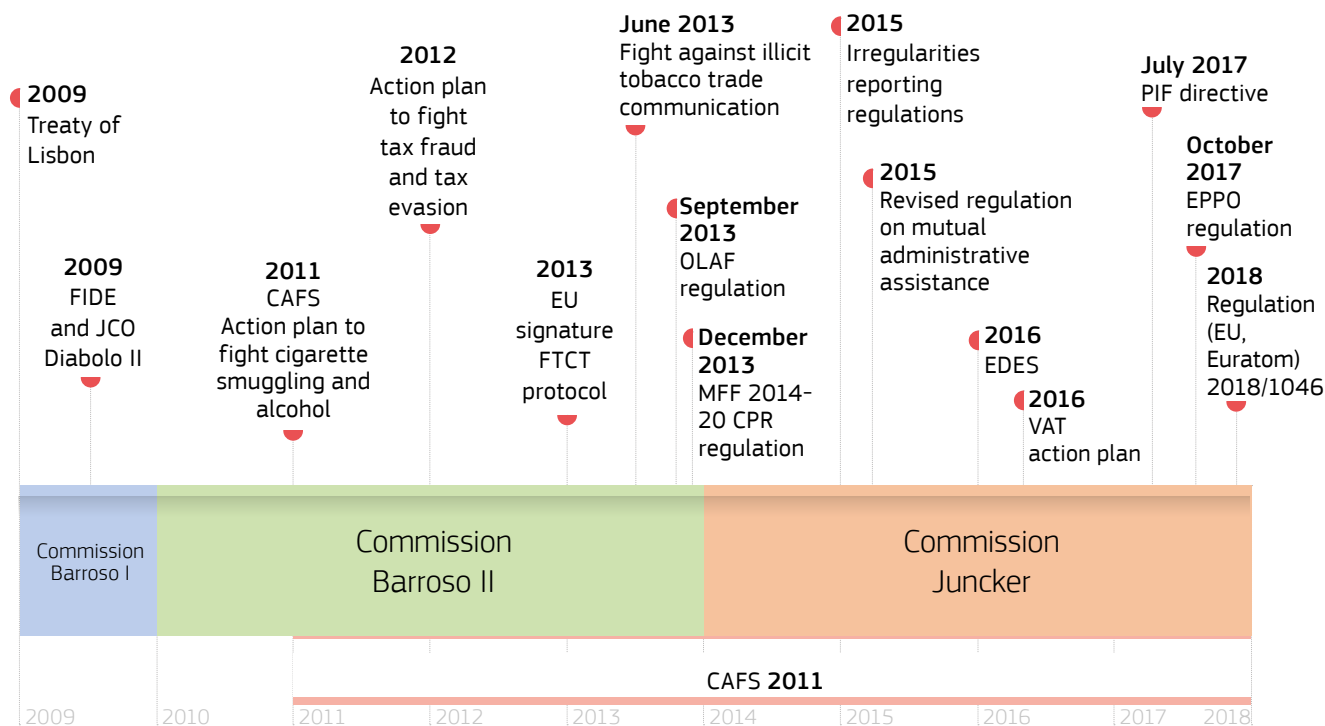 2009
Treaty of
Lisbon
2009
FIDE
and JCO
Diabolo II
2011
CAFS
Action plan to
fight cigarette
smuggling and
alcohol
2012
Action plan
to fight
tax fraud
and tax
evasion
2013
EU
signature
FTCT
protocol
June 2013
Fight against illicit
tobacco trade
communication
September
2013
OLAF
regulation
December
2013
MFF 2014-
20 CPR
regulation
2015
Irregularities
reporting
regulations
2015
Revised regulation
on mutual
administrative
assistance
2016
EDES
2016
VAT
action plan
July 2017
PIF directive
October
2017
EPPO
regulation
2018
Regulation
(EU,
Euratom)
2018/1046
Commission
Barroso I
Commission
Barroso II
Commission
Juncker
CAFS 2011
2009
2010
2011
2012
2013
2014
2015
2016
2017
2018